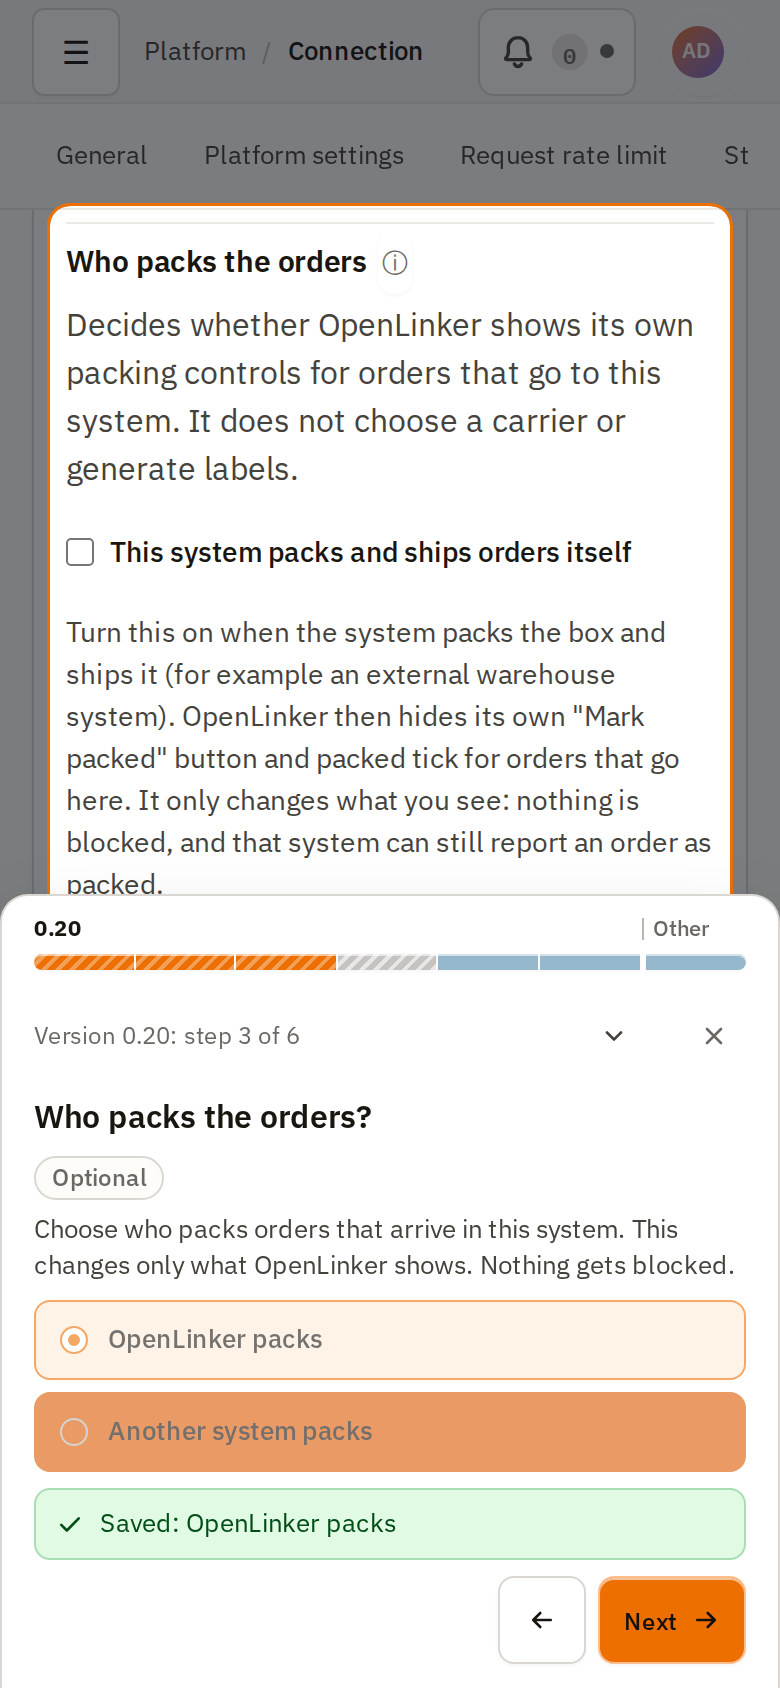 Platform / Connection
0
AD
General
Platform settings
Request rate limit
St
Who packs the orders
Decides whether OpenLinker shows its own
packing controls for orders that go to this
system. It does not choose a carrier or
generate labels.
This system packs and ships orders itself
Turn this on when the system packs the box and
ships it (for example an external warehouse
system). OpenLinker then hides its own "Mark
packed" button and packed tick for orders that go
here. It only changes what you see: nothing is
blocked, and that system can still report an order as
packed.
0.20
Other
Version 0.20: step 3 of 6
Who packs the orders?
Optional
Choose who packs orders that arrive in this system. This
changes only what OpenLinker shows. Nothing gets blocked.
OpenLinker packs
Another system packs
Saved: OpenLinker packs
Next